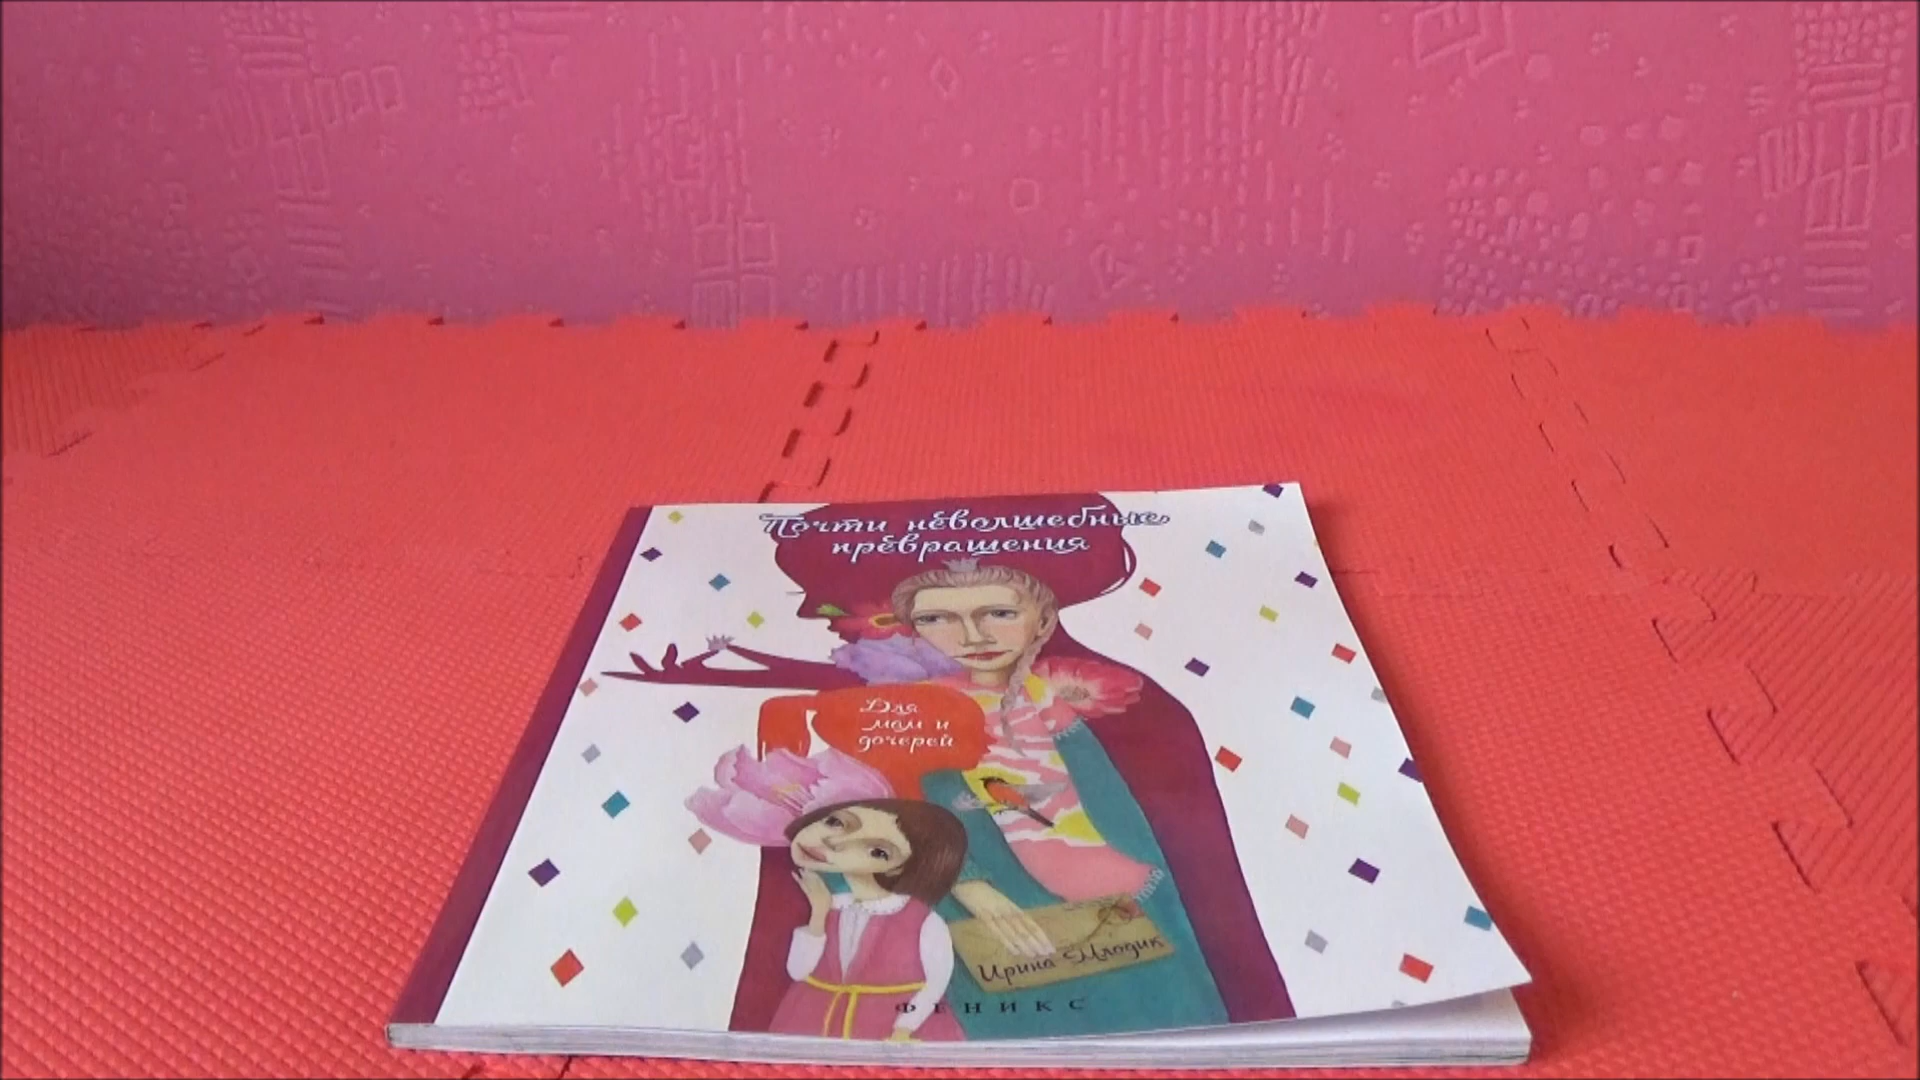 Почти неволшебные
превращения
Для
мам и
дочерей
Ирина Млодик
ФЕНИКС